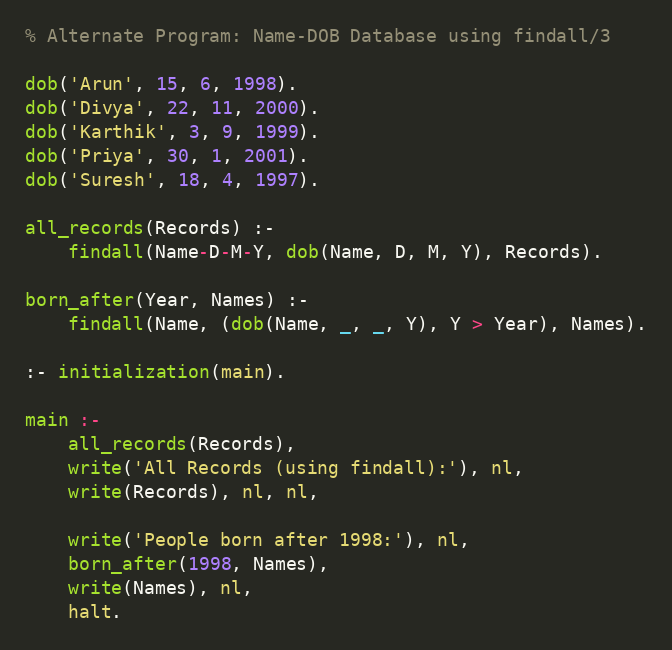 % Alternate Program: Name-DOB Database using findall/3

dob('Arun', 15, 6, 1998).
dob('Divya', 22, 11, 2000).
dob('Karthik', 3, 9, 1999).
dob('Priya', 30, 1, 2001).
dob('Suresh', 18, 4, 1997).

all_records(Records) :-
    findall(Name-D-M-Y, dob(Name, D, M, Y), Records).

born_after(Year, Names) :-
    findall(Name, (dob(Name, _, _, Y), Y > Year), Names).

:- initialization(main).

main :-
    all_records(Records),
    write('All Records (using findall):'), nl,
    write(Records), nl, nl,

    write('People born after 1998:'), nl,
    born_after(1998, Names),
    write(Names), nl,
    halt.